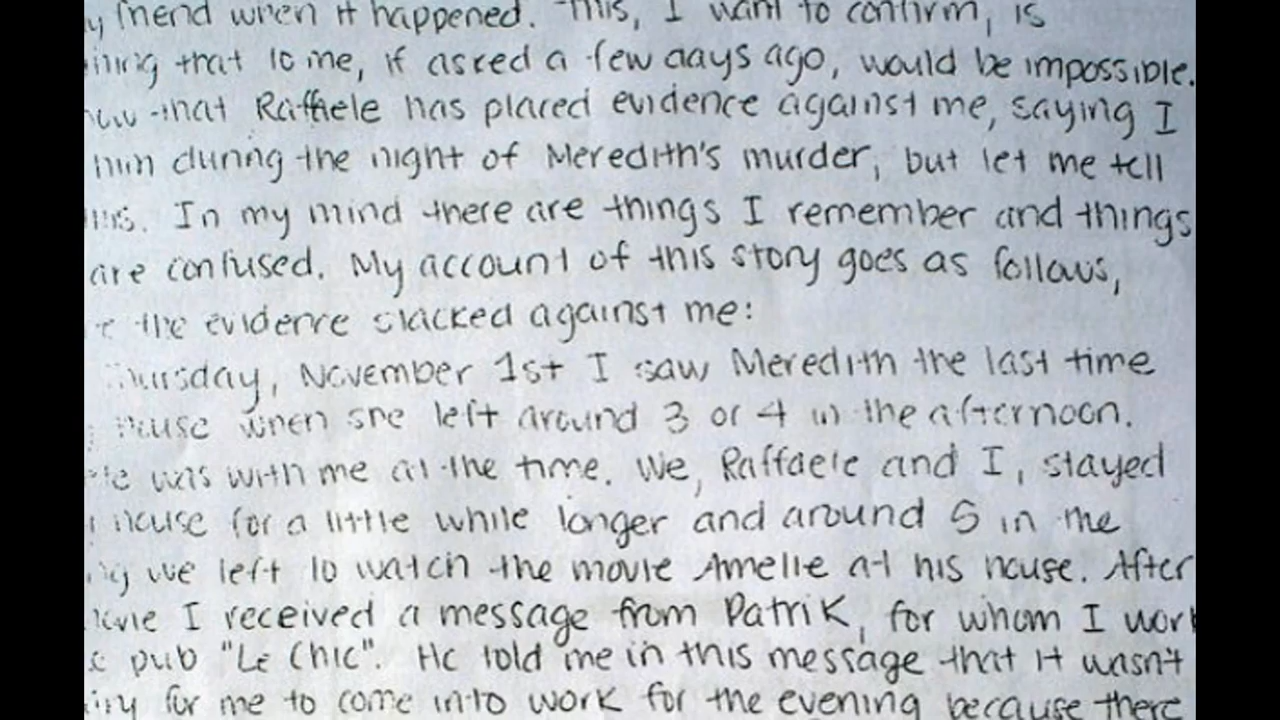 friend when it happened. This, I want to confirm, is
that to me, if asked a few days ago, would be impossible.
that Raffaele has placed evidence against me, saying I
him during the night of Meredith's murder, but let me tell
In my mind there are things I remember and things
are confused. My account of this story goes as follows,
the evidence stacked against me:
Thursday, November 1st I saw Meredith the last time
house when she left around 3 or 4 in the afternoon.
was with me at the time. We, Raffaele and I, stayed
house for a little while longer and around 5 in the
we left to watch the movie Amelie at his house. After
I received a message from Patrik, for whom I work
pub "Le Chic". He told me in this message that it wasn't
for me to come into work for the evening because there